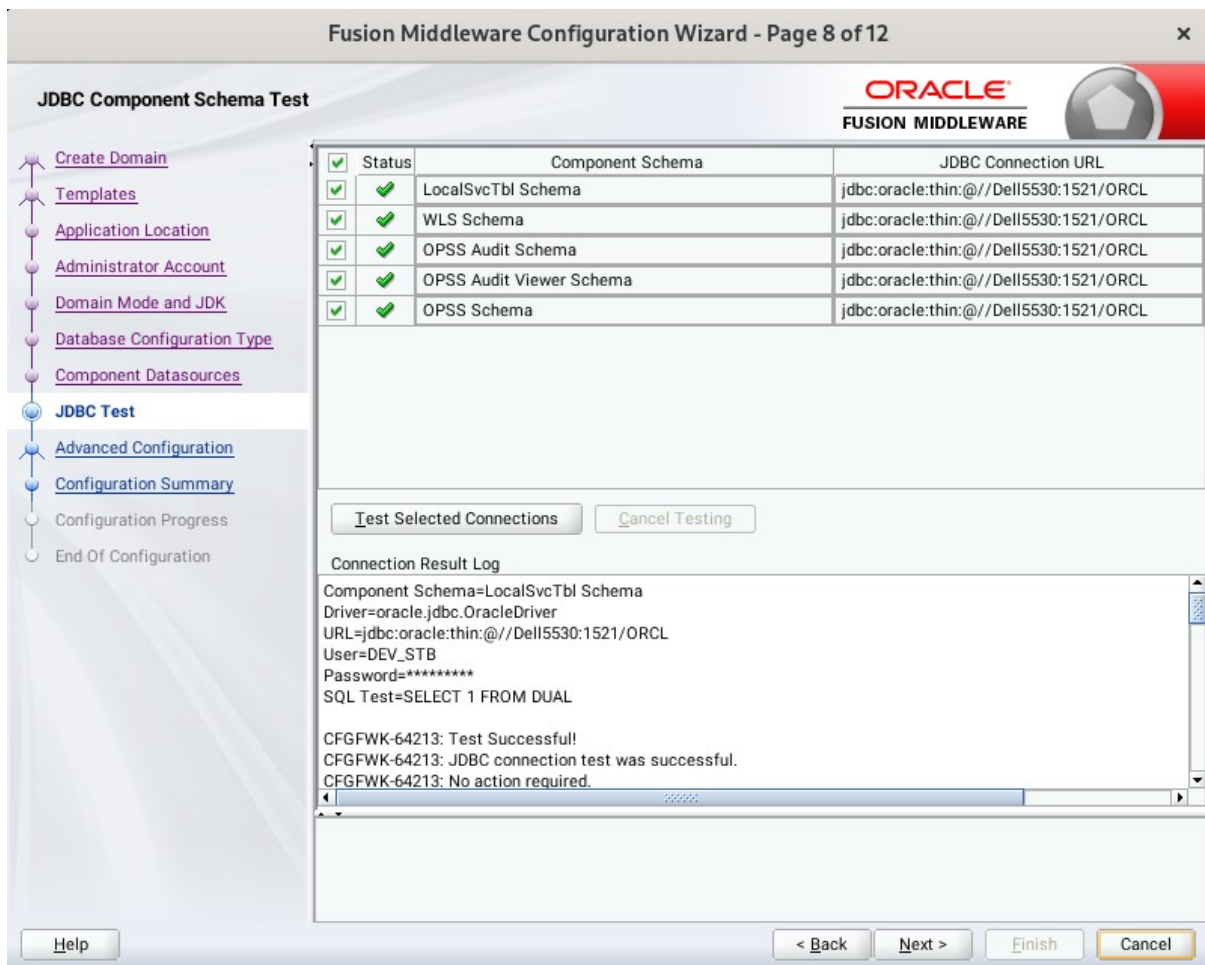 Fusion Middleware Configuration Wizard - Page 8 of 12
×
JDBC Component Schema Test
ORACLE
FUSION MIDDLEWARE
Create Domain
Templates
Application Location
Administrator Account
Domain Mode and JDK
Database Configuration Type
Component Datasources
JDBC Test
Advanced Configuration
Configuration Summary
Configuration Progress
End Of Configuration
Status Component Schema JDBC Connection URL
LocalSvcTbl Schema jdbc:oracle:thin:@//Dell5530:1521/ORCL
WLS Schema jdbc:oracle:thin:@//Dell5530:1521/ORCL
OPSS Audit Schema jdbc:oracle:thin:@//Dell5530:1521/ORCL
OPSS Audit Viewer Schema jdbc:oracle:thin:@//Dell5530:1521/ORCL
OPSS Schema jdbc:oracle:thin:@//Dell5530:1521/ORCL
Test Selected Connections Cancel Testing
Connection Result Log
Component Schema=LocalSvcTbl Schema
Driver=oracle.jdbc.OracleDriver
URL=jdbc:oracle:thin:@//Dell5530:1521/ORCL
User=DEV_STB
Password=*********
SQL Test=SELECT 1 FROM DUAL
CFGFWK-64213: Test Successful!
CFGFWK-64213: JDBC connection test was successful.
CFGFWK-64213: No action required.
Help < Back Next > Finish Cancel